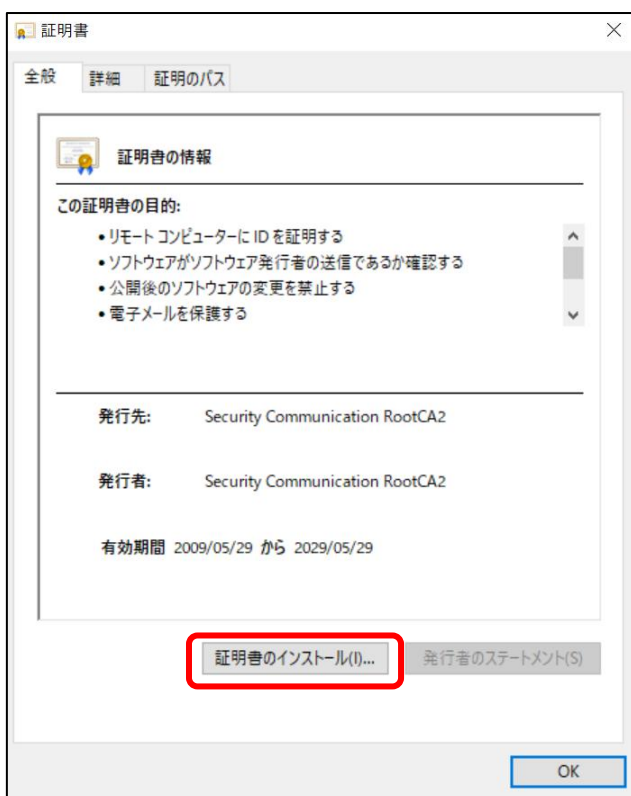 証明書
全般 詳細 証明のパス
証明書の情報
この証明書の目的:
• リモート コンピューターに ID を証明する
• ソフトウェアがソフトウェア発行者の送信であるか確認する
• 公開後のソフトウェアの変更を禁止する
• 電子メールを保護する
発行先: Security Communication RootCA2
発行者: Security Communication RootCA2
有効期間 2009/05/29 から 2029/05/29
証明書のインストール(I)... 発行者のステートメント(S)
OK